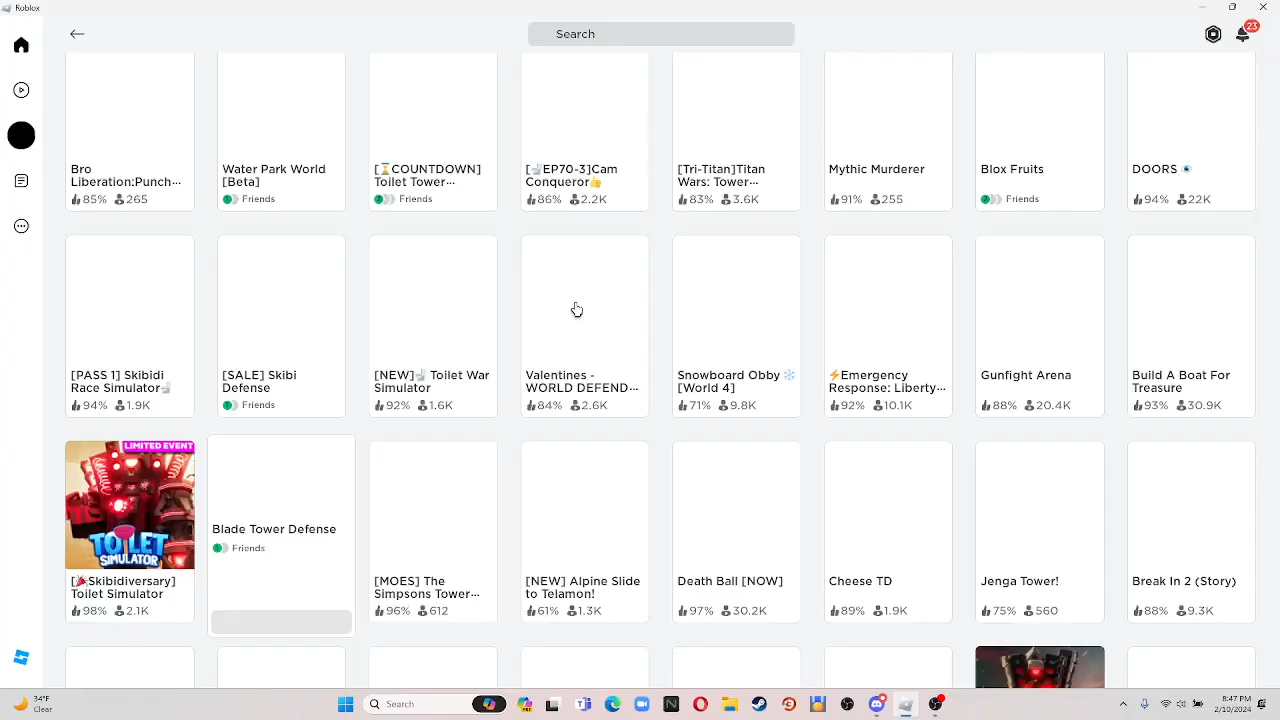 Roblox
Search
23
Bro
Liberation:Punch...
85% 265
Water Park World
[Beta]
Friends
[⏳COUNTDOWN]
Toilet Tower...
Friends
[🚽EP70-3]Cam
Conqueror👍
86% 2.2K
[Tri-Titan]Titan
Wars: Tower...
83% 3.6K
Mythic Murderer
91% 255
Blox Fruits
Friends
DOORS 👁️
94% 22K
[PASS 1] Skibidi
Race Simulator🚽
94% 1.9K
[SALE] Skibi
Defense
Friends
[NEW]🚽 Toilet War
Simulator
92% 1.6K
Valentines -
WORLD DEFEND...
84% 2.6K
Snowboard Obby ❄️
[World 4]
71% 9.8K
⚡Emergency
Response: Liberty...
92% 10.1K
Gunfight Arena
88% 20.4K
Build A Boat For
Treasure
93% 30.9K
LIMITED EVENT
TOILET
SIMULATOR
[🎉Skibidiversary]
Toilet Simulator
98% 2.1K
Blade Tower Defense
Friends
[MOES] The
Simpsons Tower...
96% 612
[NEW] Alpine Slide
to Telamon!
61% 1.3K
Death Ball [NOW]
97% 30.2K
Cheese TD
89% 1.9K
Jenga Tower!
75% 560
Break In 2 (Story)
88% 9.3K
34°F
Clear
Search
8:47 PM
2/10/2024